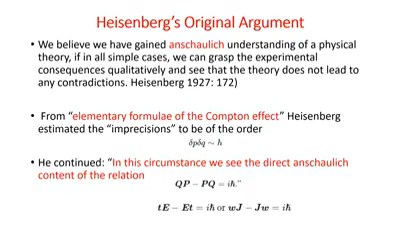 Heisenberg's Original Argument
• We believe we have gained anschaulich understanding of a physical
theory, if in all simple cases, we can grasp the experimental
consequences qualitatively and see that the theory does not lead to
any contradictions. Heisenberg 1927: 172)
• From "elementary formulae of the Compton effect" Heisenberg
estimated the "imprecisions" to be of the order
δpδq ∼ h
• He continued: "In this circumstance we see the direct anschaulich
content of the relation
QP − PQ = iℏ."
tE − Et = iℏ or wJ − Jw = iℏ